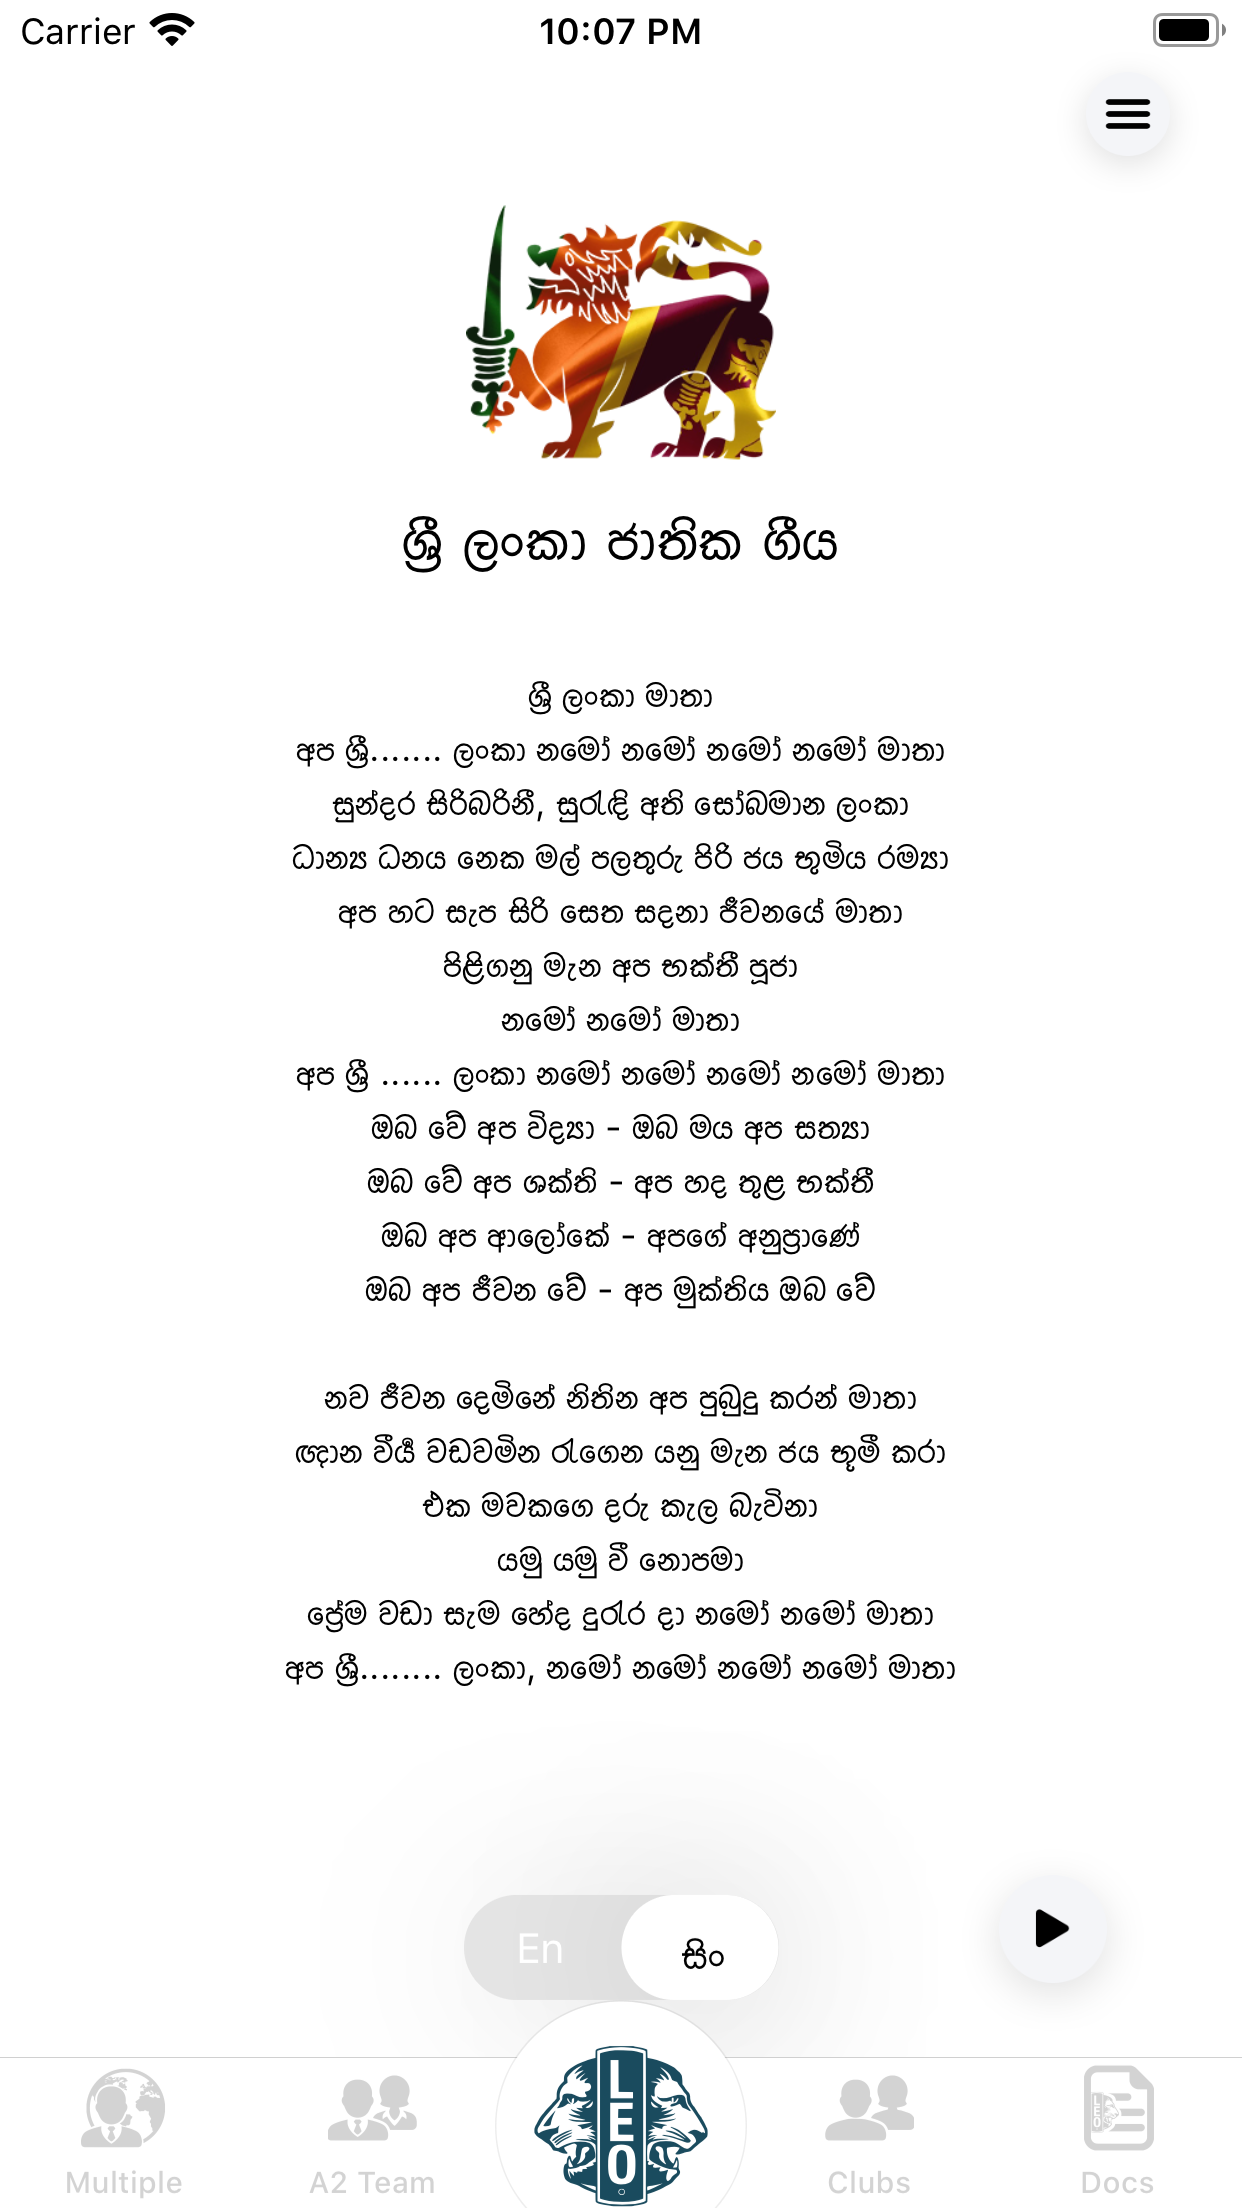 Carrier
10:07 PM
ශ්‍රී ලංකා ජාතික ගීය
ශ්‍රී ලංකා මාතා
අප ශ්‍රී....... ලංකා නමෝ නමෝ නමෝ නමෝ මාතා
සුන්දර සිරිබරිනී, සුරැඳි අති සෝබමාන ලංකා
ධාන්‍ය ධනය නෙක මල් පලතුරු පිරි ජය භුමිය රම්‍යා
අප හට සැප සිරි සෙත සදනා ජීවනයේ මාතා
පිළිගනු මැන අප භක්තී පූජා
නමෝ නමෝ මාතා
අප ශ්‍රී ...... ලංකා නමෝ නමෝ නමෝ නමෝ මාතා
ඔබ වේ අප විද්‍යා - ඔබ මය අප සත්‍යා
ඔබ වේ අප ශක්ති - අප හද තුළ භක්තී
ඔබ අප ආලෝකේ - අපගේ අනුප්‍රාණේ
ඔබ අප ජීවන වේ - අප මුක්තිය ඔබ වේ
නව ජීවන දෙමිනේ නිතින අප පුබුදු කරන් මාතා
ඥාන වීර්‍ය වඩවමින රැගෙන යනු මැන ජය භූමී කරා
එක මවකගෙ දරු කැල බැවිනා
යමු යමු වී නොපමා
ප්‍රේම වඩා සැම හේද දුරැර දා නමෝ නමෝ මාතා
අප ශ්‍රී........ ලංකා, නමෝ නමෝ නමෝ නමෝ මාතා
En
සිං
LEO
Multiple
A2 Team
Clubs
Docs